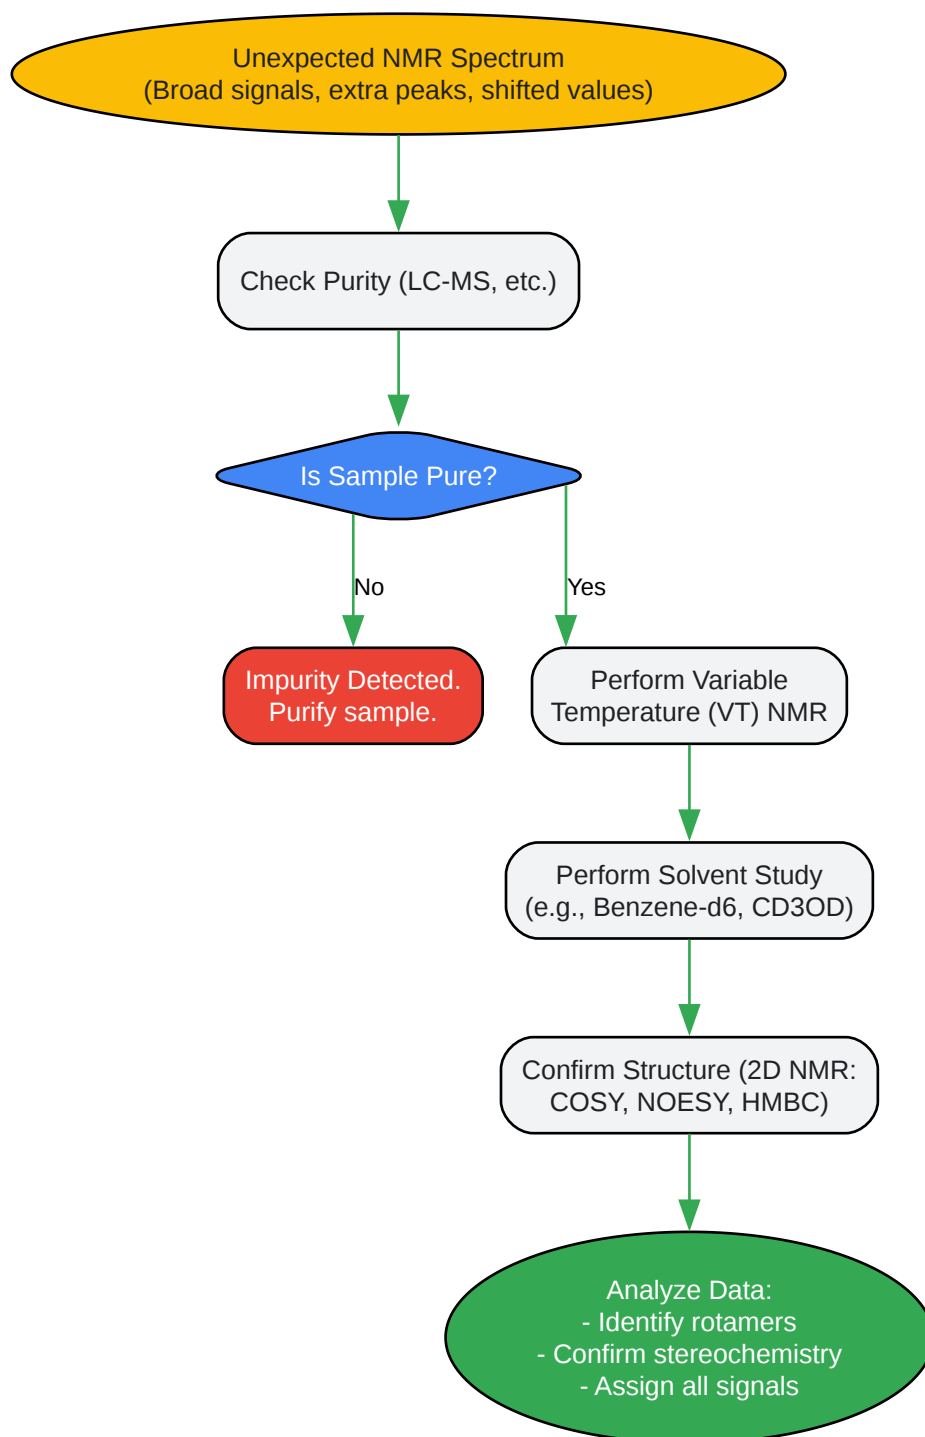 Unexpected NMR Spectrum
(Broad signals, extra peaks, shifted values)
Check Purity (LC-MS, etc.)
Is Sample Pure?
No
Yes
Impurity Detected.
Purify sample.
Perform Variable
Temperature (VT) NMR
Perform Solvent Study
(e.g., Benzene-d6, CD3OD)
Confirm Structure (2D NMR:
COSY, NOESY, HMBC)
Analyze Data:
- Identify rotamers
- Confirm stereochemistry
- Assign all signals